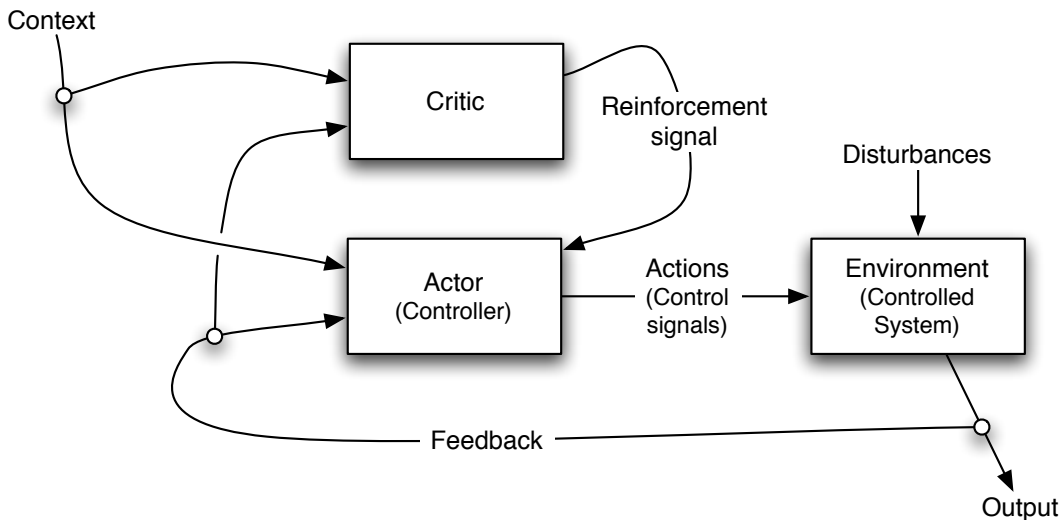 Context
Critic
Reinforcement
signal
Disturbances
Actor
(Controller)
Actions
(Control
signals)
Environment
(Controlled
System)
Feedback
Output